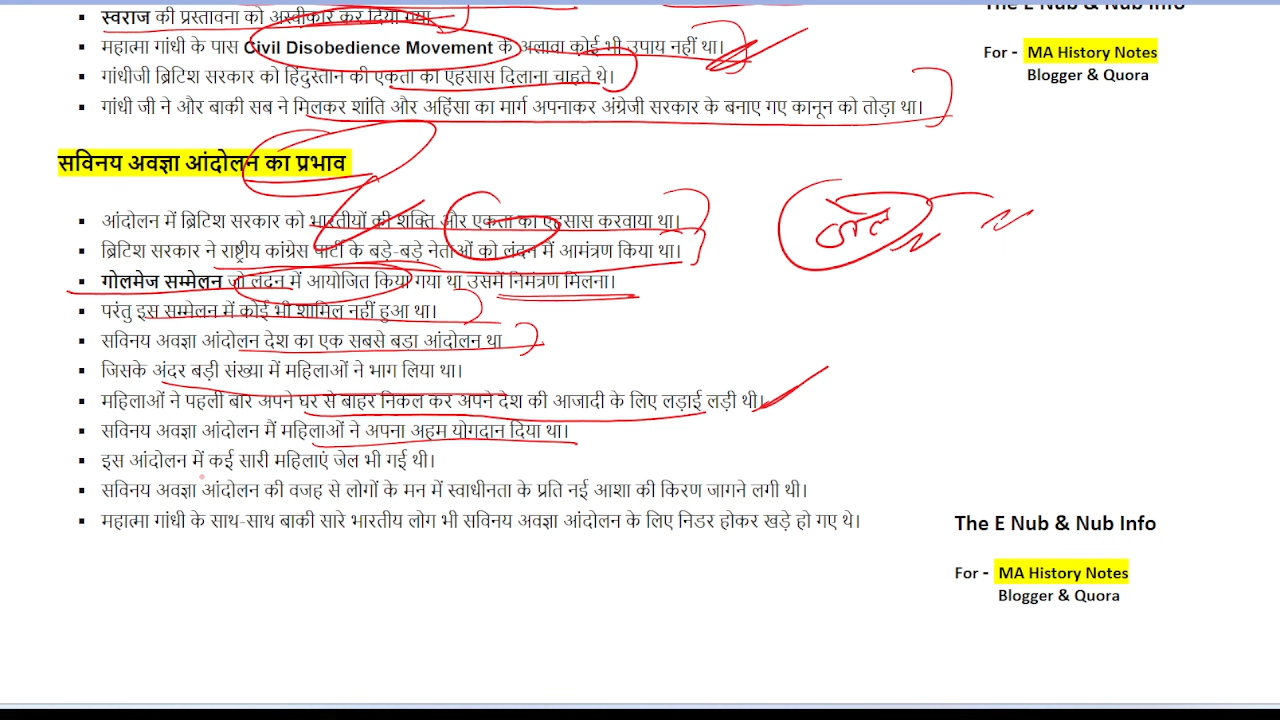 The E Nub & Nub Info
स्वराज की प्रस्तावना को अस्वीकार कर दिया गया
महात्मा गांधी के पास Civil Disobedience Movement के अलावा कोई भी उपाय नहीं था।
For - MA History Notes
Blogger & Quora
गांधीजी ब्रिटिश सरकार को हिंदुस्तान की एकता का एहसास दिलाना चाहते थे।
गांधी जी ने और बाकी सब ने मिलकर शांति और अहिंसा का मार्ग अपनाकर अंग्रेजी सरकार के बनाए गए कानून को तोड़ा था।
सविनय अवज्ञा आंदोलन का प्रभाव
आंदोलन में ब्रिटिश सरकार को भारतीयों की शक्ति और एकता का एहसास करवाया था।
जेल
ब्रिटिश सरकार ने राष्ट्रीय कांग्रेस पार्टी के बड़े-बड़े नेताओं को लंदन में आमंत्रण किया था।
गोलमेज सम्मेलन जो लंदन में आयोजित किया गया था उसमें निमंत्रण मिलना।
परंतु इस सम्मेलन में कोई भी शामिल नहीं हुआ था।
सविनय अवज्ञा आंदोलन देश का एक सबसे बड़ा आंदोलन था
जिसके अंदर बड़ी संख्या में महिलाओं ने भाग लिया था।
महिलाओं ने पहली बार अपने घर से बाहर निकल कर अपने देश की आजादी के लिए लड़ाई लड़ी थी।
सविनय अवज्ञा आंदोलन मैं महिलाओं ने अपना अहम योगदान दिया था।
इस आंदोलन में कई सारी महिलाएं जेल भी गई थी।
सविनय अवज्ञा आंदोलन की वजह से लोगों के मन में स्वाधीनता के प्रति नई आशा की किरण जागने लगी थी।
महात्मा गांधी के साथ-साथ बाकी सारे भारतीय लोग भी सविनय अवज्ञा आंदोलन के लिए निडर होकर खड़े हो गए थे।
The E Nub & Nub Info
For - MA History Notes
Blogger & Quora